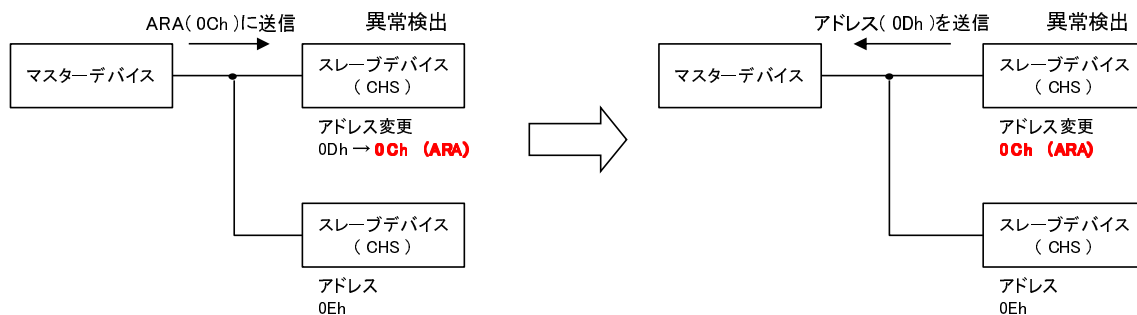 ARA( 0Ch )に送信
異常検出
マスターデバイス
スレーブデバイス
( CHS )
アドレス変更
0Dh → 0Ch (ARA)
スレーブデバイス
( CHS )
アドレス
0Eh
アドレス( 0Dh )を送信
異常検出
マスターデバイス
スレーブデバイス
( CHS )
アドレス変更
0Ch (ARA)
スレーブデバイス
( CHS )
アドレス
0Eh